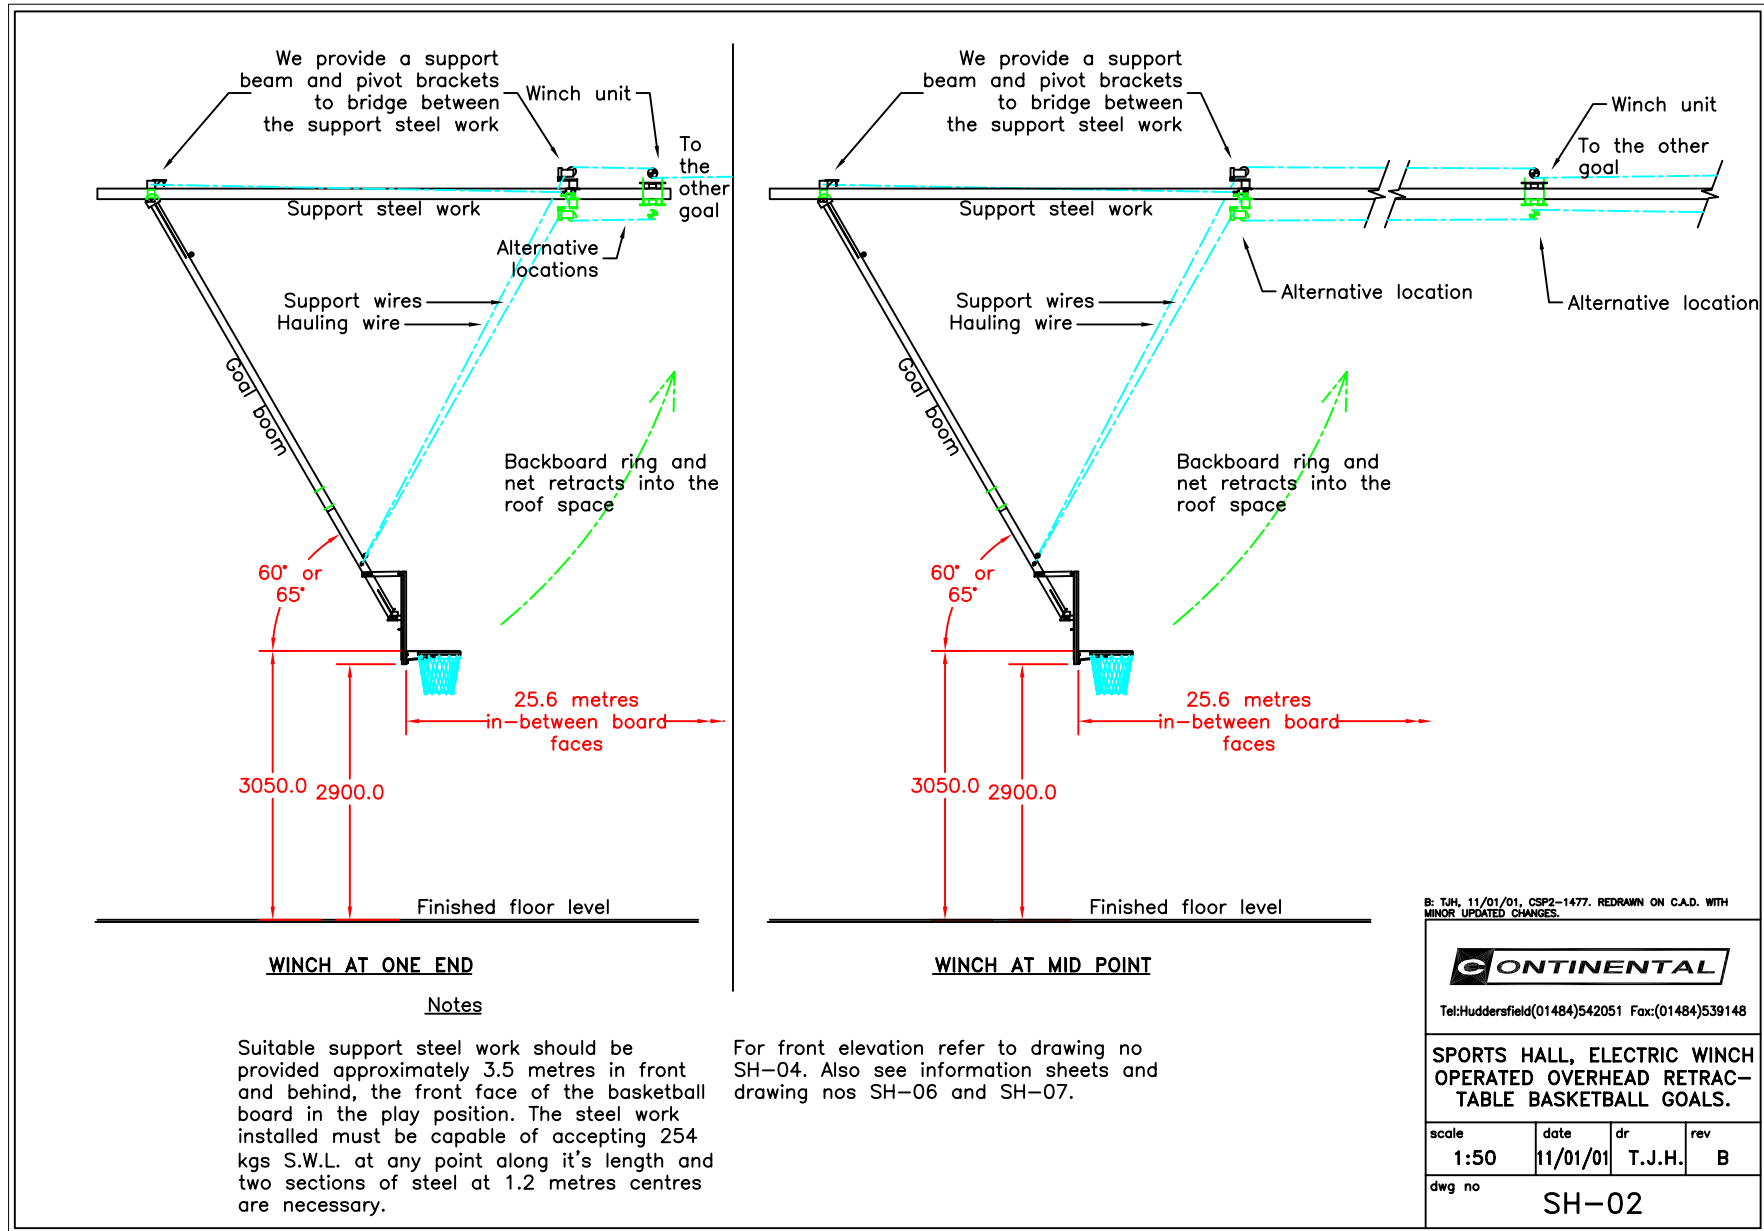 We provide a support
beam and pivot brackets
to bridge between
the support steel work
Winch unit
To
the
other
goal
Support steel work
Alternative
locations
Support wires
Hauling wire
Goal boom
Backboard ring and
net retracts into the
roof space
60° or
65°
25.6 metres
in-between board
faces
3050.0
2900.0
Finished floor level
WINCH AT ONE END
We provide a support
beam and pivot brackets
to bridge between
the support steel work
Winch unit
To the other
goal
Support steel work
Alternative location
Alternative location
Support wires
Hauling wire
Goal boom
Backboard ring and
net retracts into the
roof space
60° or
65°
25.6 metres
in-between board
faces
3050.0
2900.0
Finished floor level
WINCH AT MID POINT
Notes
Suitable support steel work should be
provided approximately 3.5 metres in front
and behind, the front face of the basketball
board in the play position. The steel work
installed must be capable of accepting 254
kgs S.W.L. at any point along it's length and
two sections of steel at 1.2 metres centres
are necessary.
For front elevation refer to drawing no
SH-04. Also see information sheets and
drawing nos SH-06 and SH-07.
B: TJH, 11/01/01, CSP2-1477. REDRAWN ON C.A.D. WITH
MINOR UPDATED CHANGES.
CONTINENTAL
Tel:Huddersfield(01484)542051 Fax:(01484)539148
SPORTS HALL, ELECTRIC WINCH
OPERATED OVERHEAD RETRAC-
TABLE BASKETBALL GOALS.
scale date dr rev
1:50 11/01/01 T.J.H. B
dwg no
SH-02